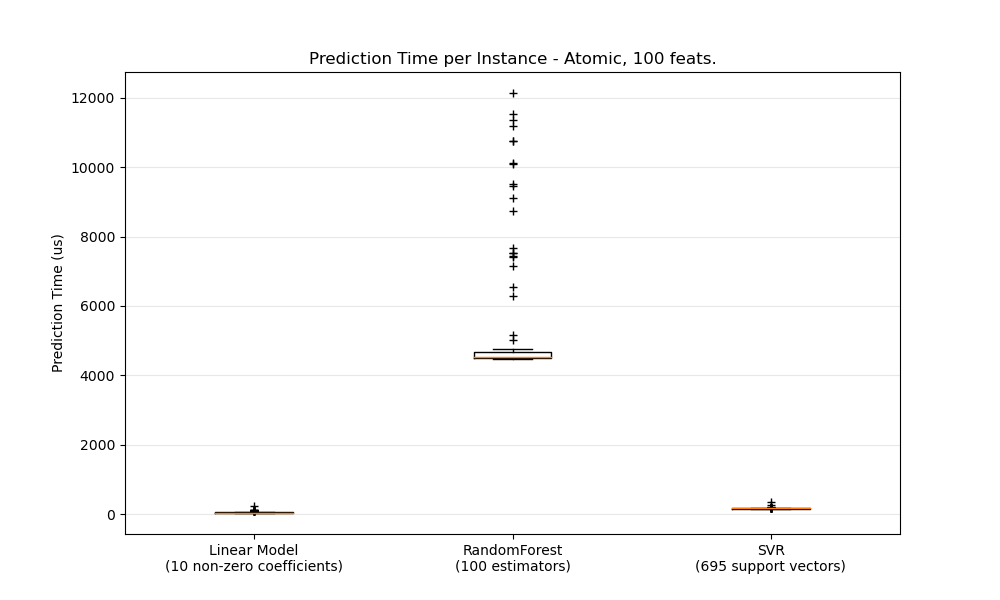 Prediction Time per Instance - Atomic, 100 feats.
Prediction Time (us)
12000
10000
8000
6000
4000
2000
0
Linear Model
(10 non-zero coefficients)
RandomForest
(100 estimators)
SVR
(695 support vectors)